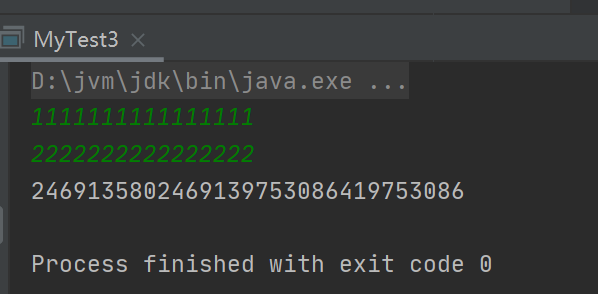 MyTest3
D:\jvm\jdk\bin\java.exe ...
1111111111111111
2222222222222222
2469135802469139753086419753086
Process finished with exit code 0